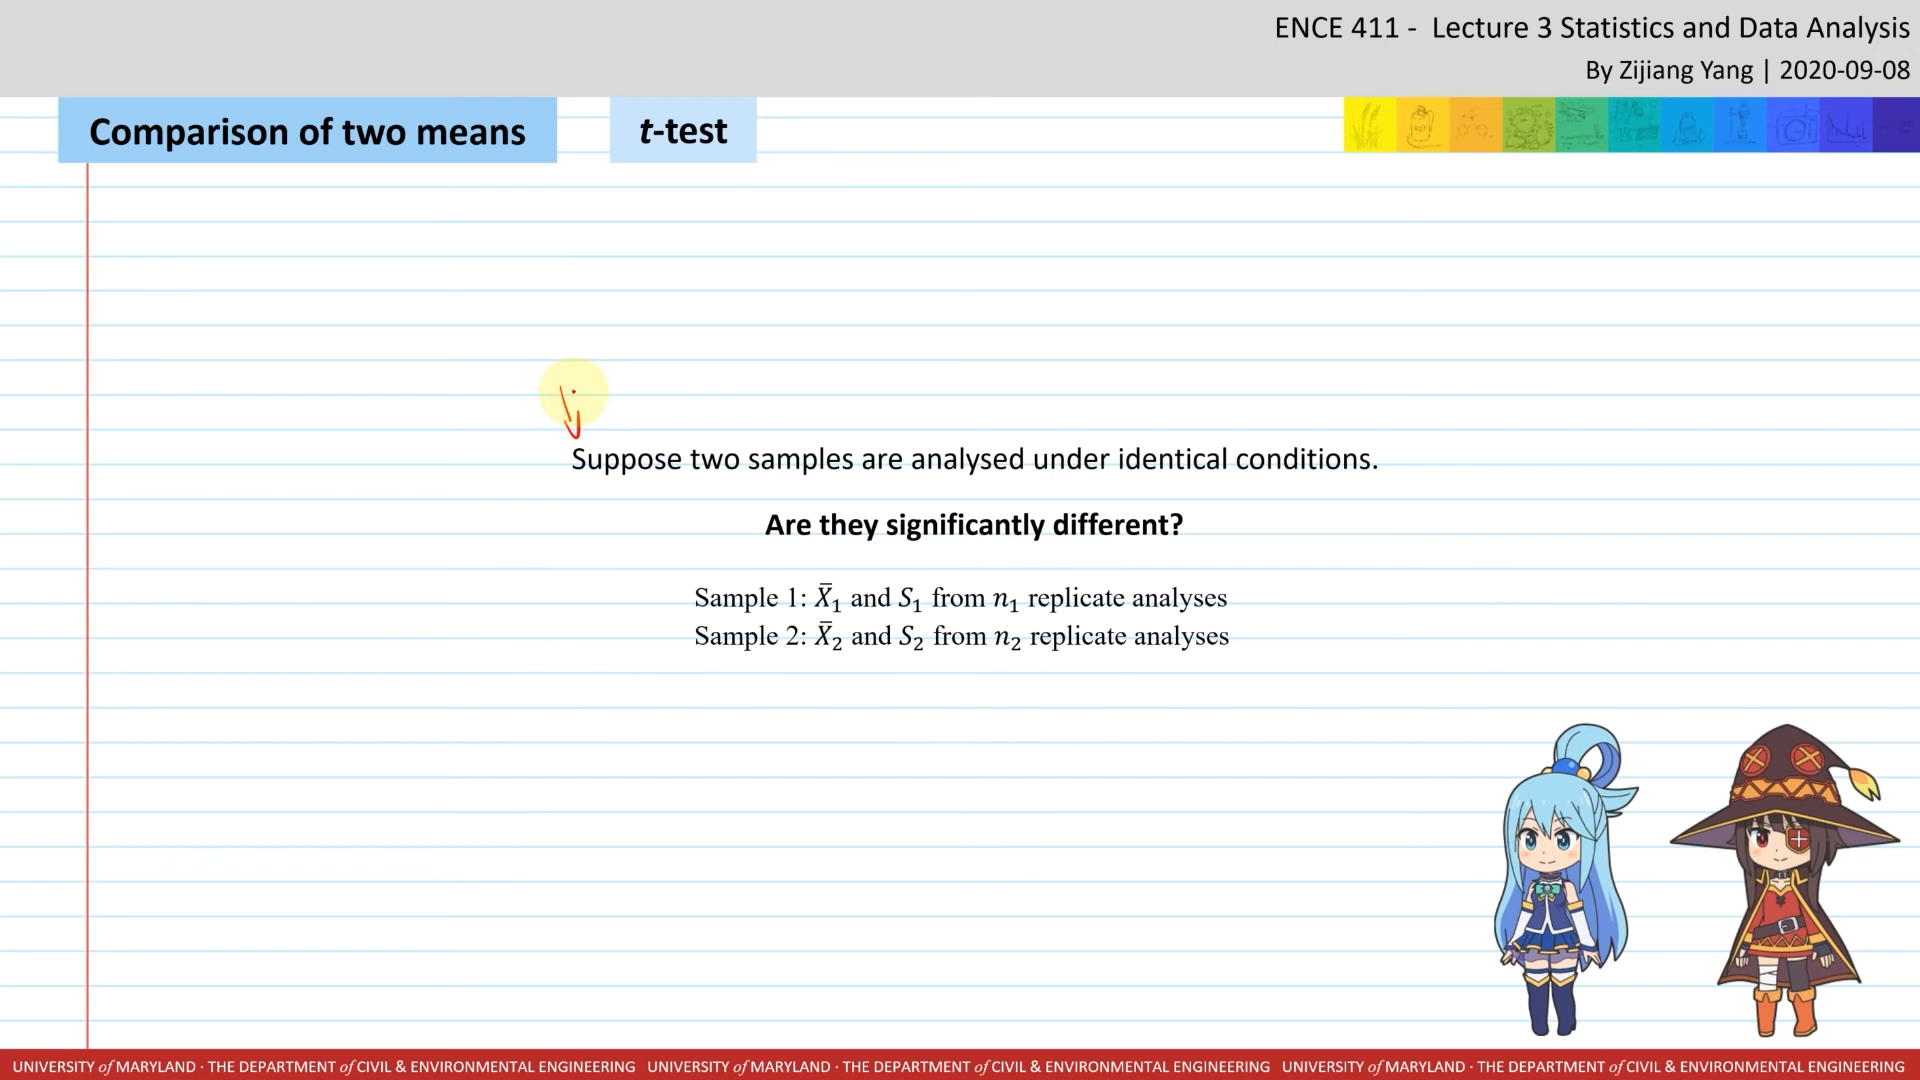 ENCE 411 -  Lecture 3 Statistics and Data Analysis
By Zijiang Yang | 2020-09-08
Comparison of two means
t-test
Suppose two samples are analysed under identical conditions.
Are they significantly different?
Sample 1: X̄₁ and S₁ from n₁ replicate analyses
Sample 2: X̄₂ and S₂ from n₂ replicate analyses
UNIVERSITY of MARYLAND · THE DEPARTMENT of CIVIL & ENVIRONMENTAL ENGINEERING UNIVERSITY of MARYLAND · THE DEPARTMENT of CIVIL & ENVIRONMENTAL ENGINEERING UNIVERSITY of MARYLAND · THE DEPARTMENT of CIVIL & ENVIRONMENTAL ENGINEERING